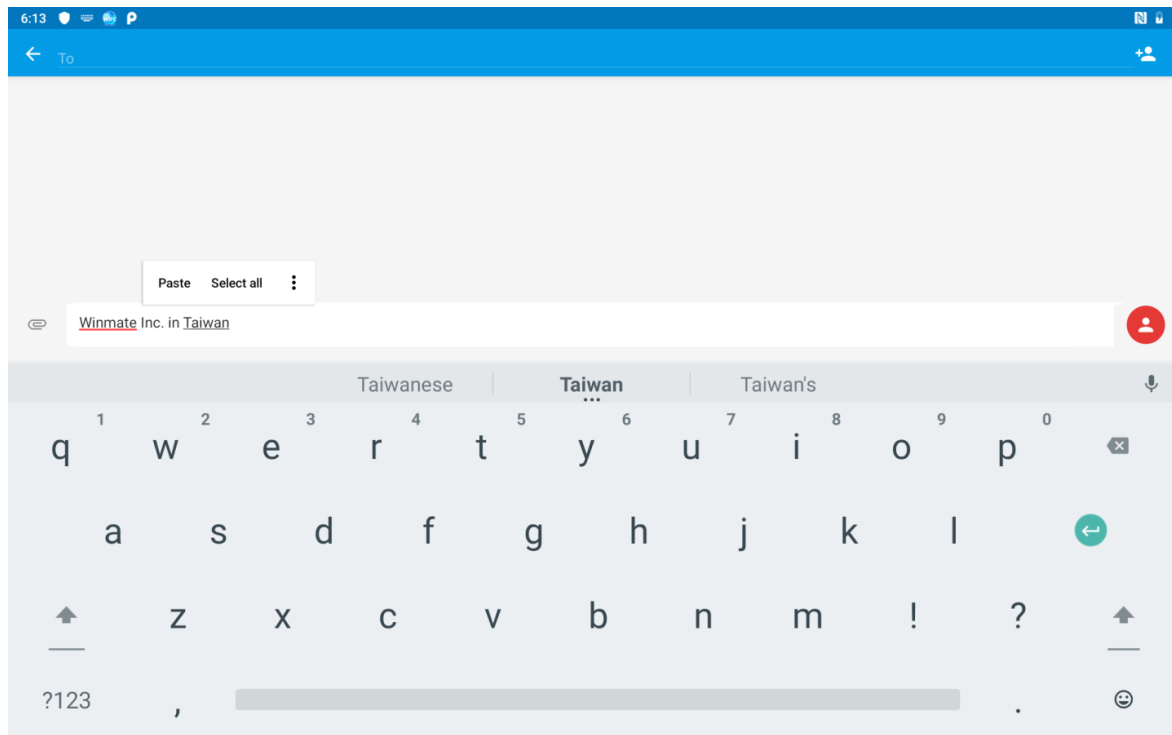 6:13
To
Paste Select all
Winmate Inc. in Taiwan
Taiwanese Taiwan Taiwan's
1 2 3 4 5 6 7 8 9 0
q w e r t y u i o p
a s d f g h j k l
z x c v b n m ! ?
?123 , .